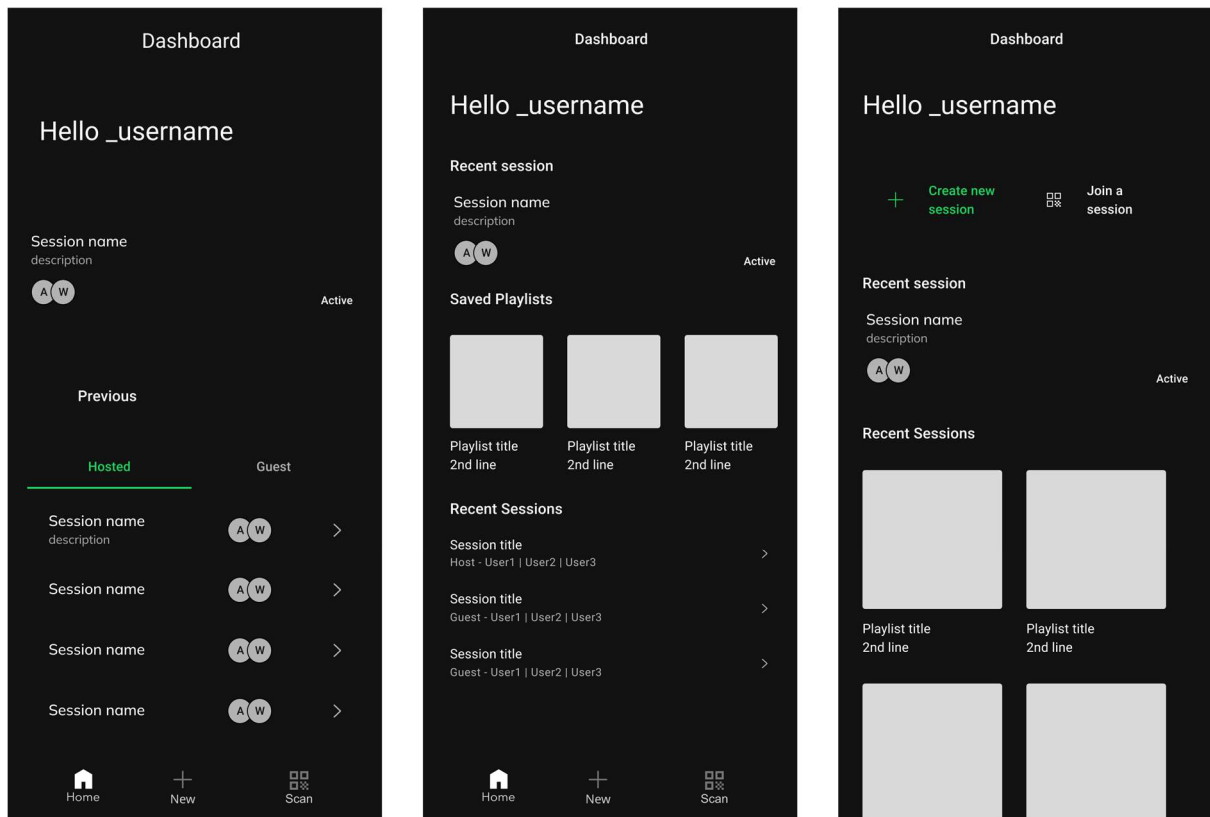 Dashboard
Hello _username
Session name
description
A W
Active
Previous
Hosted Guest
Session name
description
A W
Session name
A W
Session name
A W
Session name
A W
Home New Scan
Dashboard
Hello _username
Recent session
Session name
description
A W
Active
Saved Playlists
Playlist title Playlist title Playlist title
2nd line 2nd line 2nd line
Recent Sessions
Session title
Host - User1 | User2 | User3
Session title
Guest - User1 | User2 | User3
Session title
Guest - User1 | User2 | User3
Home New Scan
Dashboard
Hello _username
Create new
session
Join a
session
Recent session
Session name
description
A W
Active
Recent Sessions
Playlist title Playlist title
2nd line 2nd line